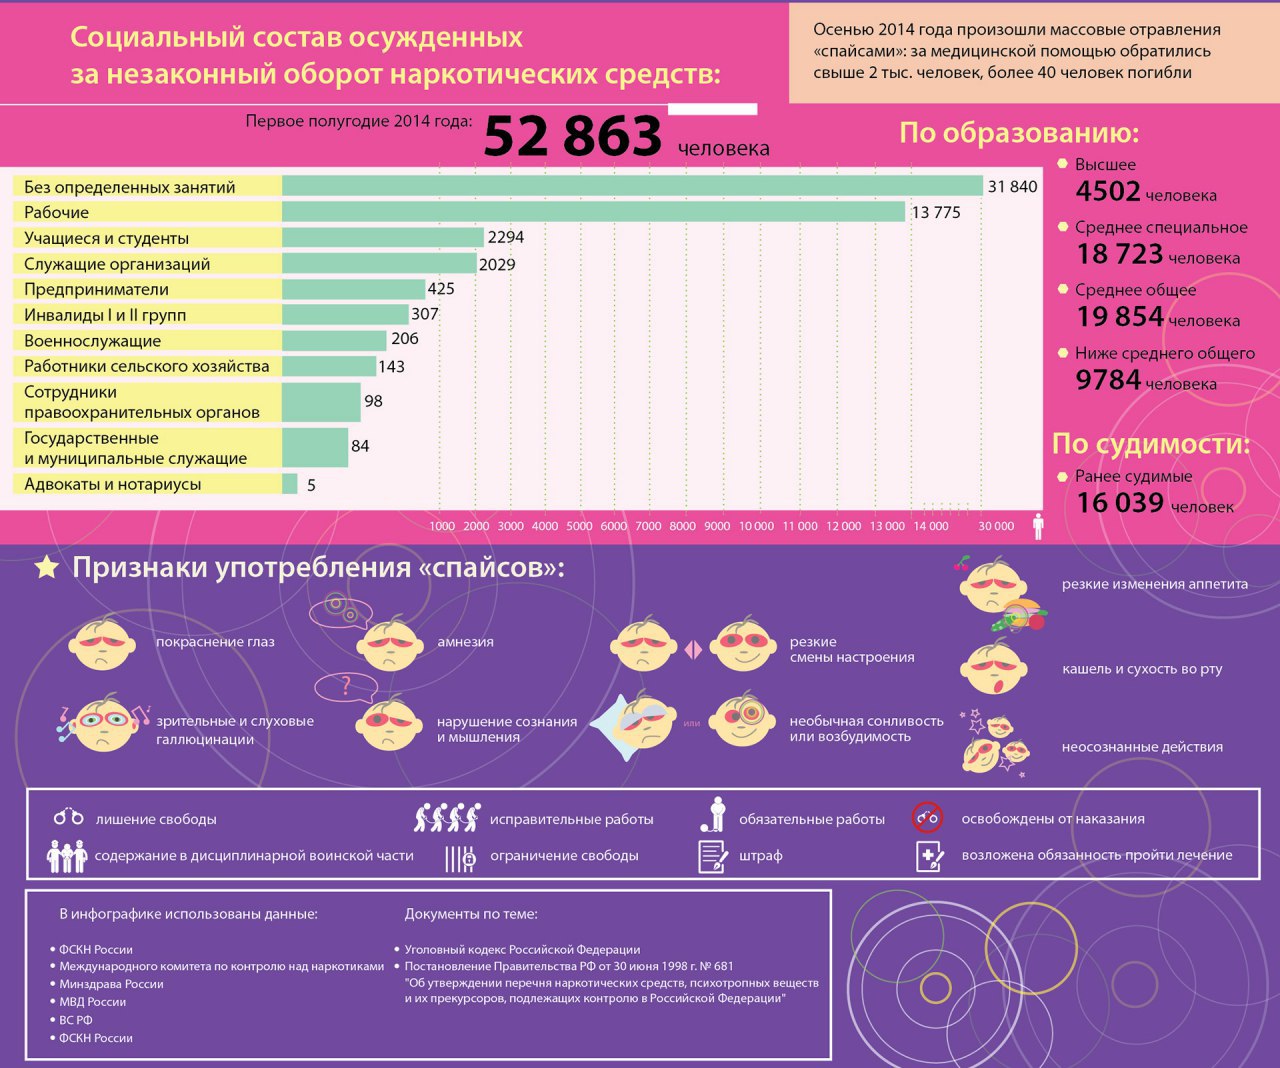 Социальный состав осужденных
за незаконный оборот наркотических средств:
Осенью 2014 года произошли массовые отравления
«спайсами»: за медицинской помощью обратились
свыше 2 тыс. человек, более 40 человек погибли
Первое полугодие 2014 года: 52 863 человека
Без определенных занятий 31 840
Рабочие 13 775
Учащиеся и студенты 2294
Служащие организаций 2029
Предприниматели 425
Инвалиды I и II групп 307
Военнослужащие 206
Работники сельского хозяйства 143
Сотрудники
правоохранительных органов 98
Государственные
и муниципальные служащие 84
Адвокаты и нотариусы 5
1000 2000 3000 4000 5000 6000 7000 8000 9000 10 000 11 000 12 000 13 000 14 000 30 000
По образованию:
Высшее
4502 человека
Среднее специальное
18 723 человека
Среднее общее
19 854 человека
Ниже среднего общего
9784 человека
По судимости:
Ранее судимые
16 039 человек
Признаки употребления «спайсов»:
покраснение глаз
?
амнезия
резкие
смены настроения
резкие изменения аппетита
кашель и сухость во рту
зрительные и слуховые
галлюцинации
нарушение сознания
и мышления
или
необычная сонливость
или возбудимость
неосознанные действия
лишение свободы
исправительные работы
обязательные работы
освобождены от наказания
содержание в дисциплинарной воинской части
ограничение свободы
штраф
возложена обязанность пройти лечение
В инфографике использованы данные:
• ФСКН России
• Международного комитета по контролю над наркотиками
• Минздрава России
• МВД России
• ВС РФ
• ФСКН России
Документы по теме:
• Уголовный кодекс Российской Федерации
• Постановление Правительства РФ от 30 июня 1998 г. № 681
"Об утверждении перечня наркотических средств, психотропных веществ
и их прекурсоров, подлежащих контролю в Российской Федерации"